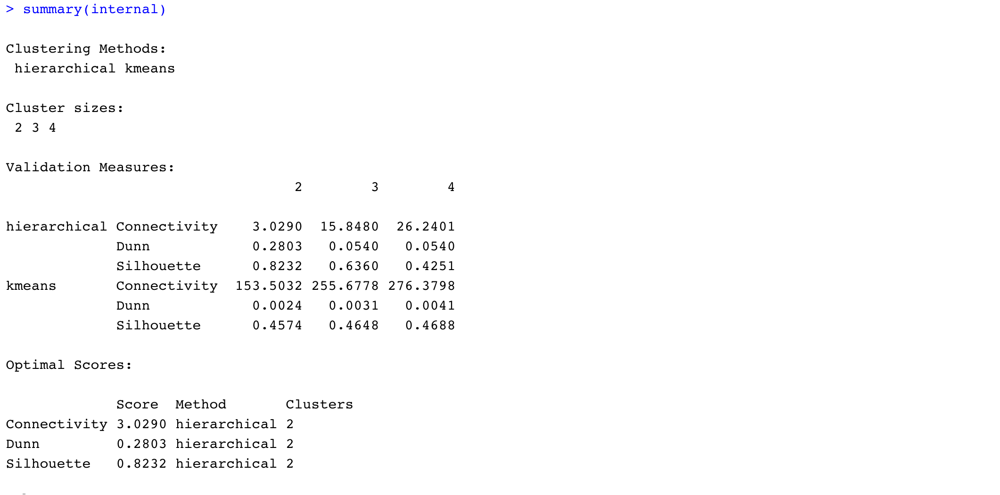 > summary(internal)
Clustering Methods:
 hierarchical kmeans
Cluster sizes:
 2 3 4
Validation Measures:
                                  2        3        4
hierarchical Connectivity    3.0290  15.8480  26.2401
             Dunn            0.2803   0.0540   0.0540
             Silhouette      0.8232   0.6360   0.4251
kmeans       Connectivity  153.5032 255.6778 276.3798
             Dunn            0.0024   0.0031   0.0041
             Silhouette      0.4574   0.4648   0.4688
Optimal Scores:
             Score  Method       Clusters
Connectivity 3.0290 hierarchical 2
Dunn         0.2803 hierarchical 2
Silhouette   0.8232 hierarchical 2